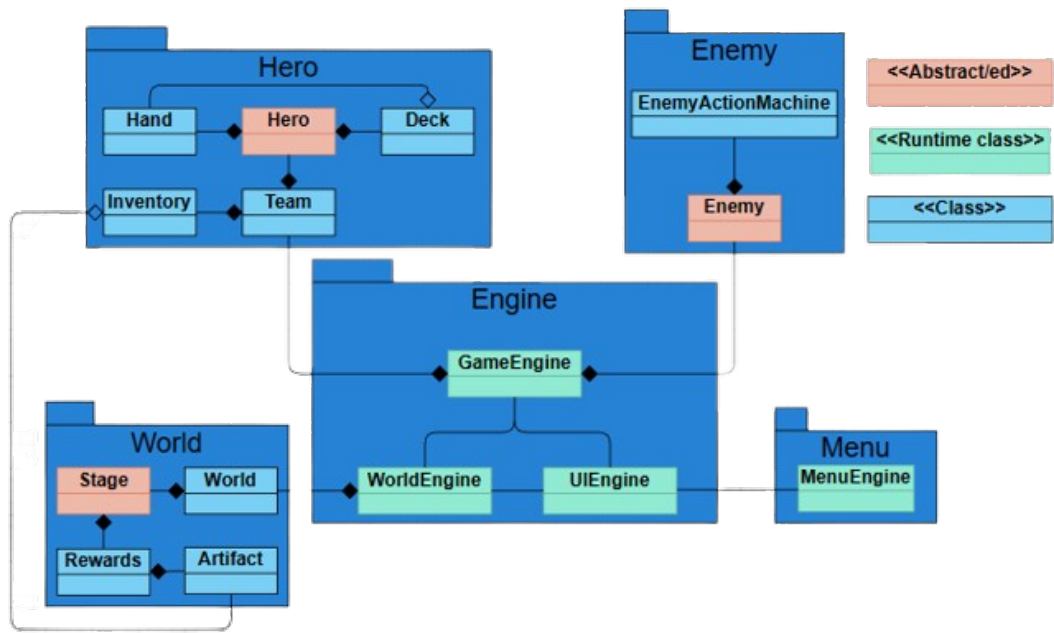 Hero
Hand
Hero
Deck
Inventory
Team
Enemy
EnemyActionMachine
Enemy
<<Abstract/ed>>
<<Runtime class>>
<<Class>>
Engine
GameEngine
WorldEngine
UIEngine
World
Stage
World
Rewards
Artifact
Menu
MenuEngine